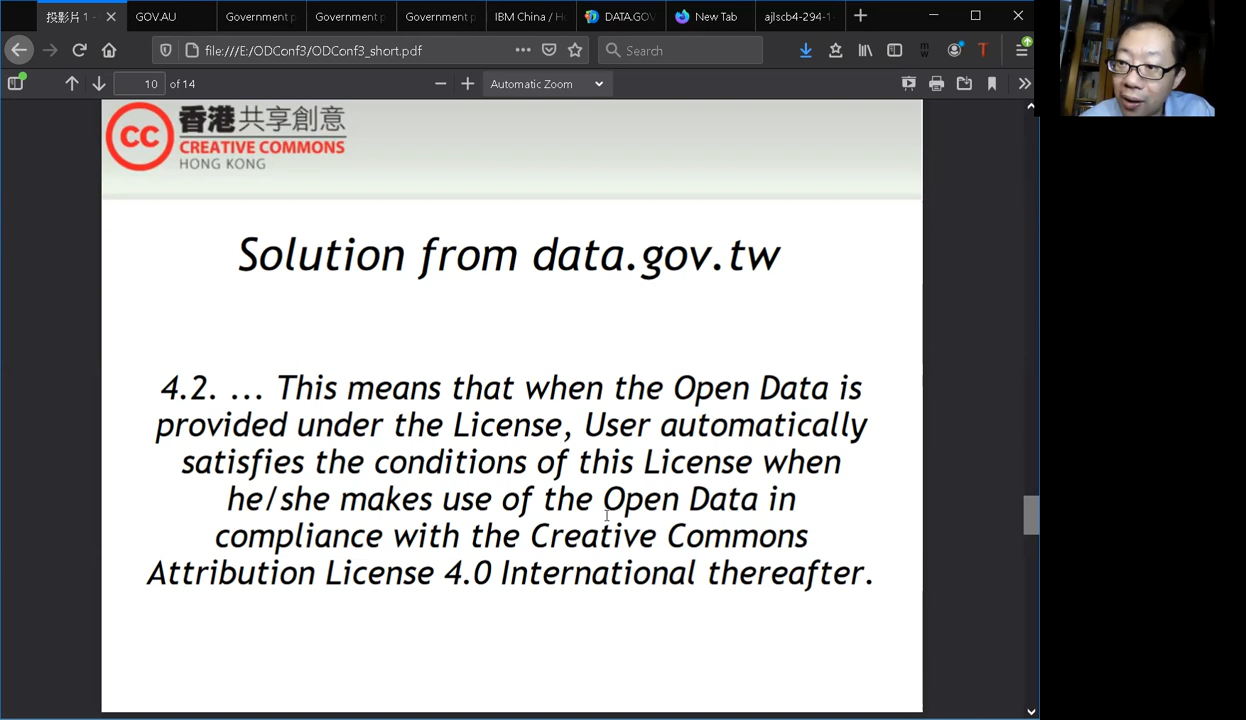 投影片 1 -
GOV.AU
Government p
Government p
Government p
IBM China / Ho
DATA.GOV
New Tab
ajlscb4-294-1
file:///E:/ODConf3/ODConf3_short.pdf
Search
10 of 14
Automatic Zoom
CC
香港共享創意
CREATIVE COMMONS
HONG KONG
Solution from data.gov.tw
4.2. ... This means that when the Open Data is
provided under the License, User automatically
satisfies the conditions of this License when
he/she makes use of the Open Data in
compliance with the Creative Commons
Attribution License 4.0 International thereafter.